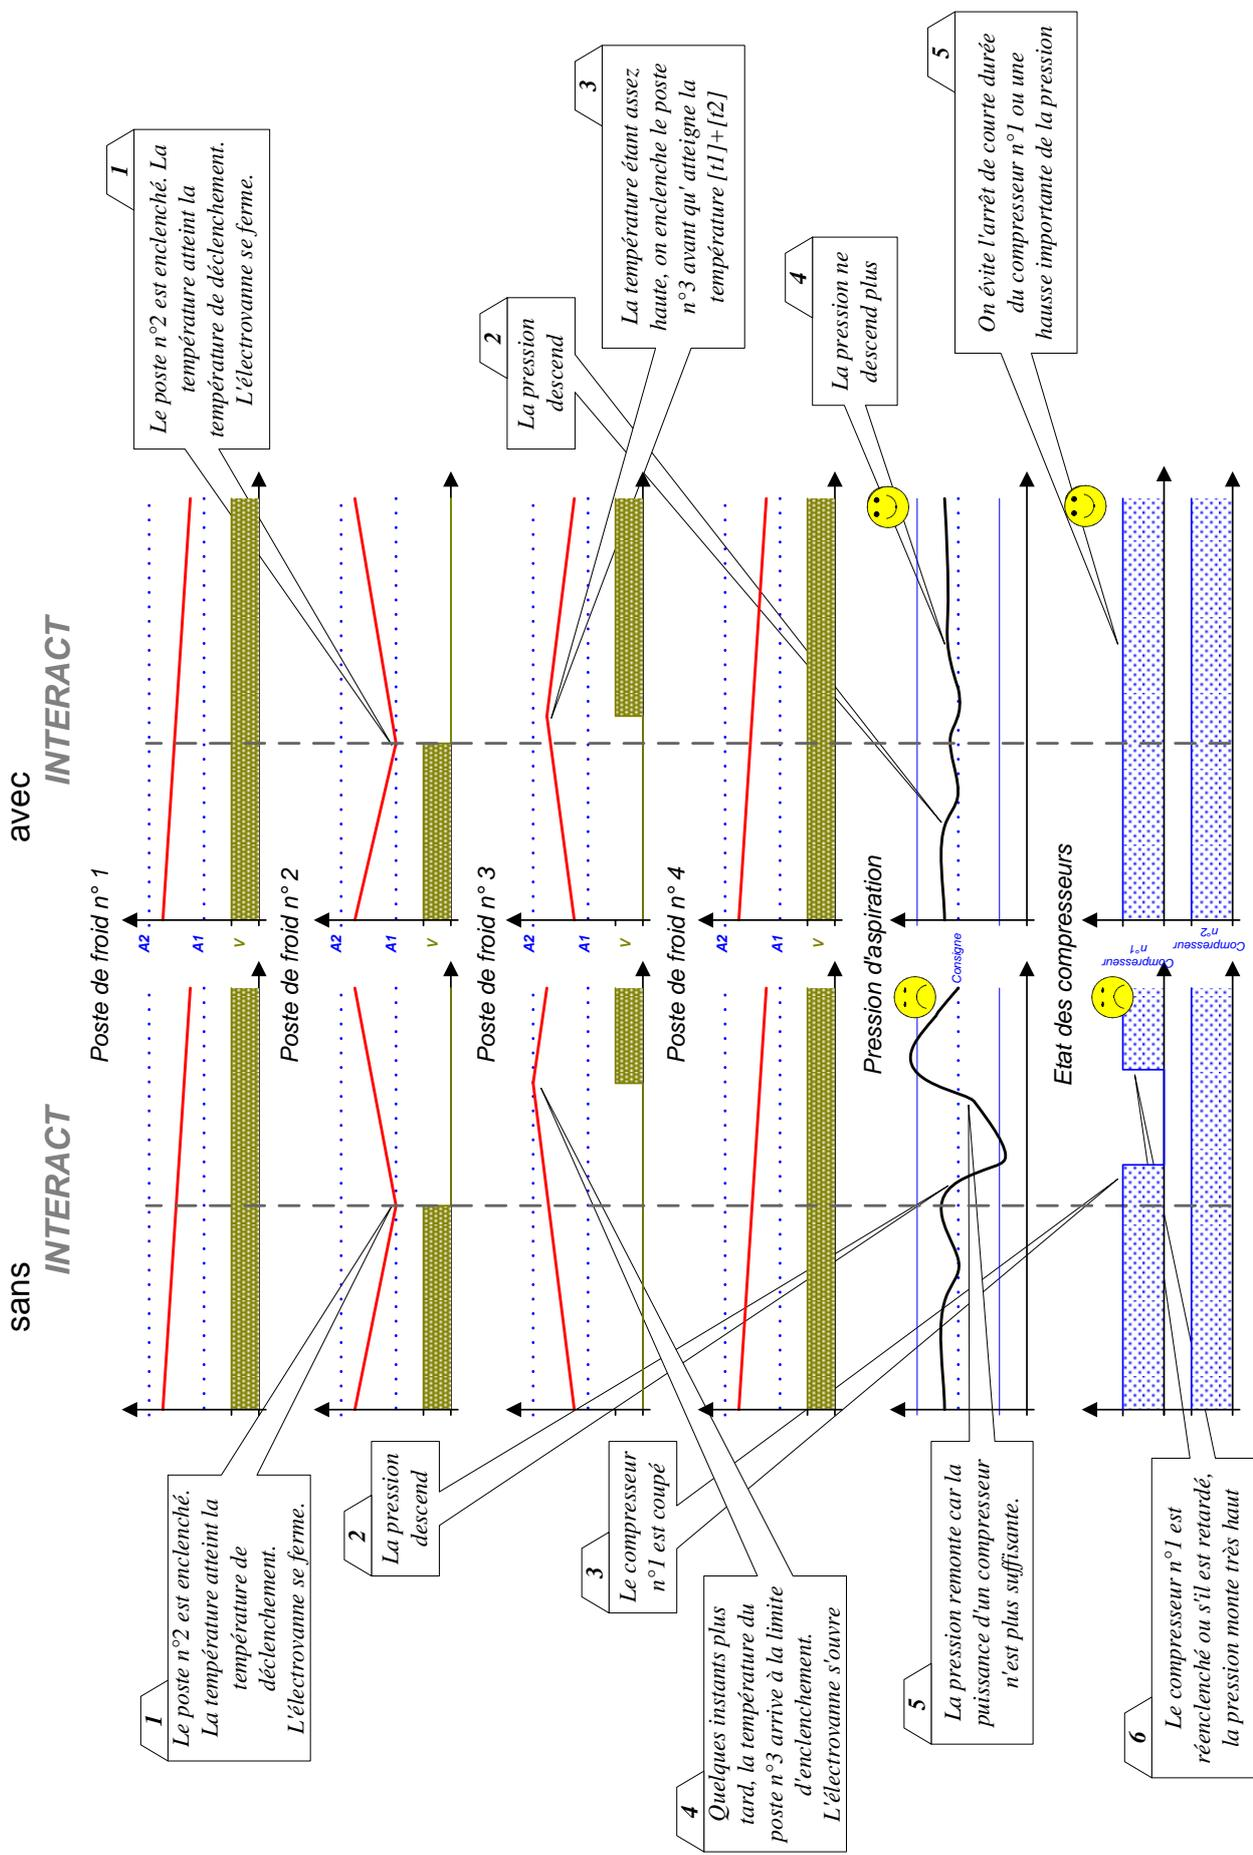 sans
INTERACT
avec
INTERACT
Poste de froid n° 1
A2
A1
V
Poste de froid n° 2
A2
A1
V
Poste de froid n° 3
A2
A1
V
Poste de froid n° 4
V
Pression d'aspiration
Consigne
Etat des compresseurs
Compresseur
n°1
Compresseur
n°2
1
Le poste n°2 est enclenché.
La température atteint la
température de
déclenchement.
L'électrovanne se ferme.
2
La pression
descend
3
Le compresseur
n°1 est coupé
4
Quelques instants plus
tard, la température du
poste n°3 arrive à la limite
d'enclenchement.
L'électrovanne s'ouvre
5
La pression remonte car la
puissance d'un compresseur
n'est plus suffisante.
6
Le compresseur n°1 est
réenclenché ou s'il est retardé,
la pression monte très haut
1
Le poste n°2 est enclenché. La
température atteint la
température de déclenchement.
L'électrovanne se ferme.
2
La pression
descend
3
La température étant assez
haute, on enclenche le poste
n°3 avant qu' atteigne la
température [t1]+[t2]
4
La pression ne
descend plus
5
On évite l'arrêt de courte durée
du compresseur n°1 ou une
hausse importante de la pression